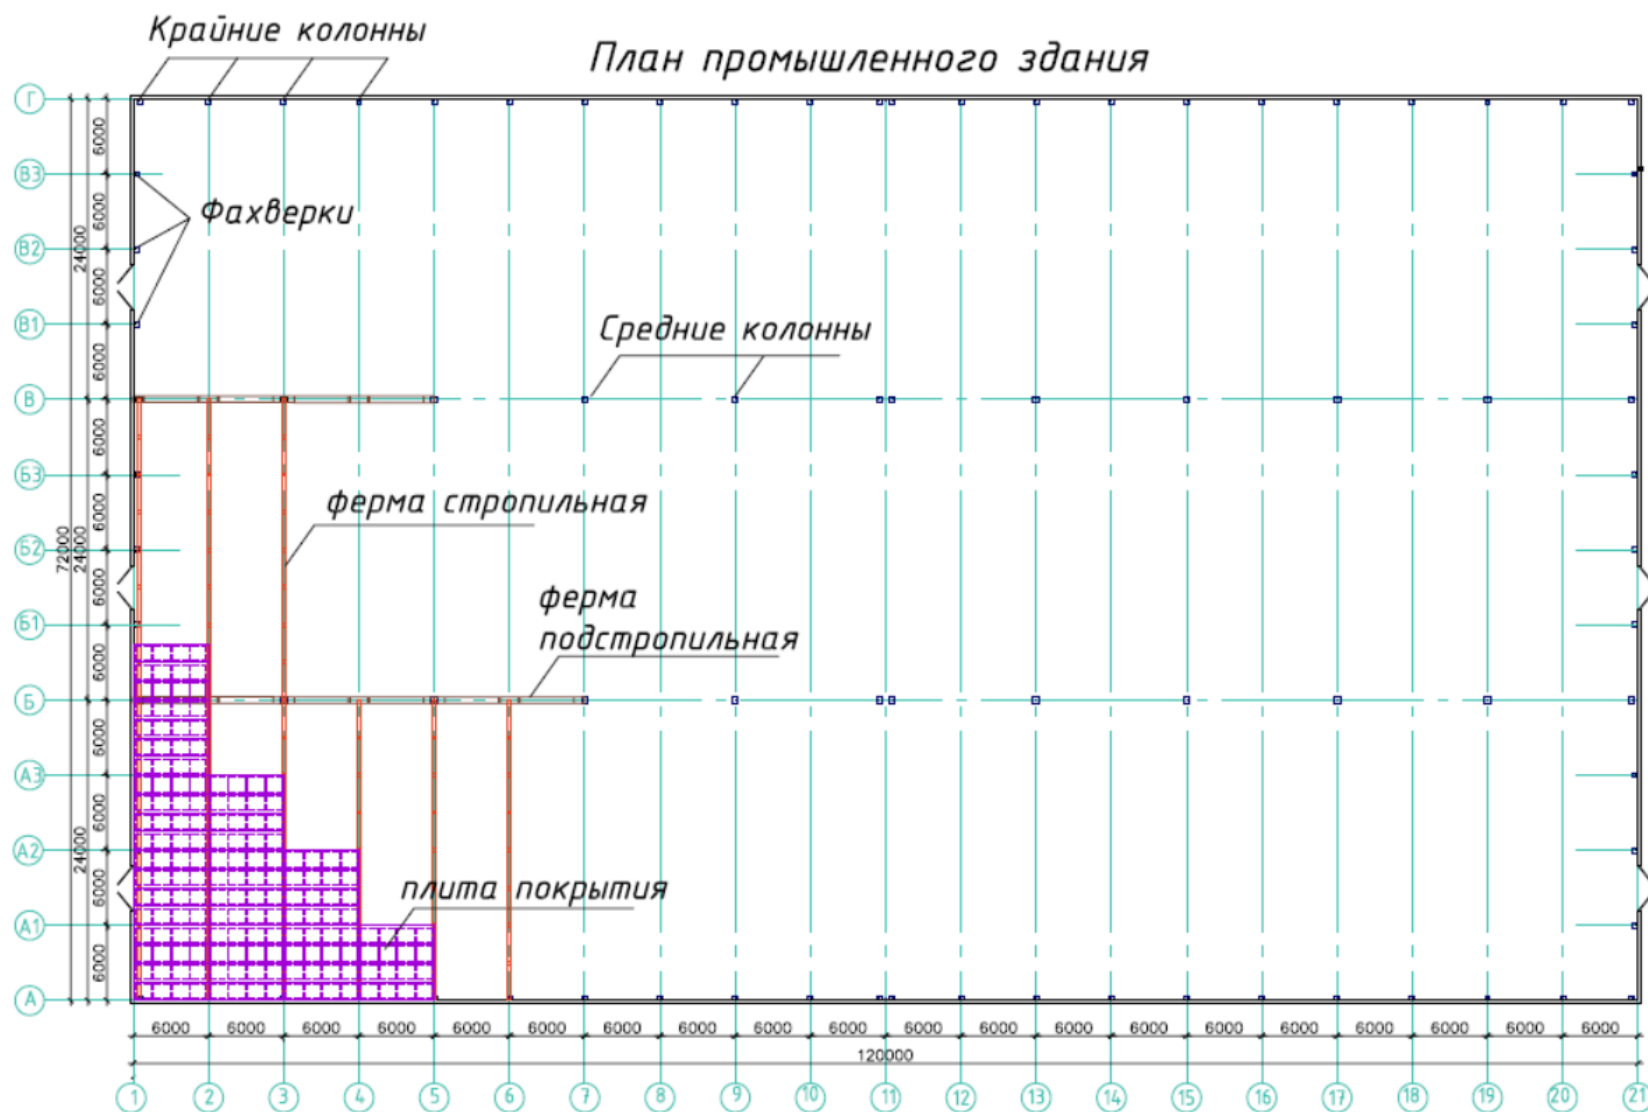 Крайние колонны
План промышленного здания
Г
6000
В3
6000
Фахверки
24000
В2
6000
В1
Средние колонны
6000
В
6000
Б3
ферма стропильная
6000
Б2
72000
24000
6000
ферма
Б1
подстропильная
6000
Б
6000
А3
6000
А2
24000
плита покрытия
6000
А1
6000
А
6000 6000 6000 6000 6000 6000 6000 6000 6000 6000 6000 6000 6000 6000 6000 6000 6000 6000 6000 6000
120000
1 2 3 4 5 6 7 8 9 10 11 12 13 14 15 16 17 18 19 20 21